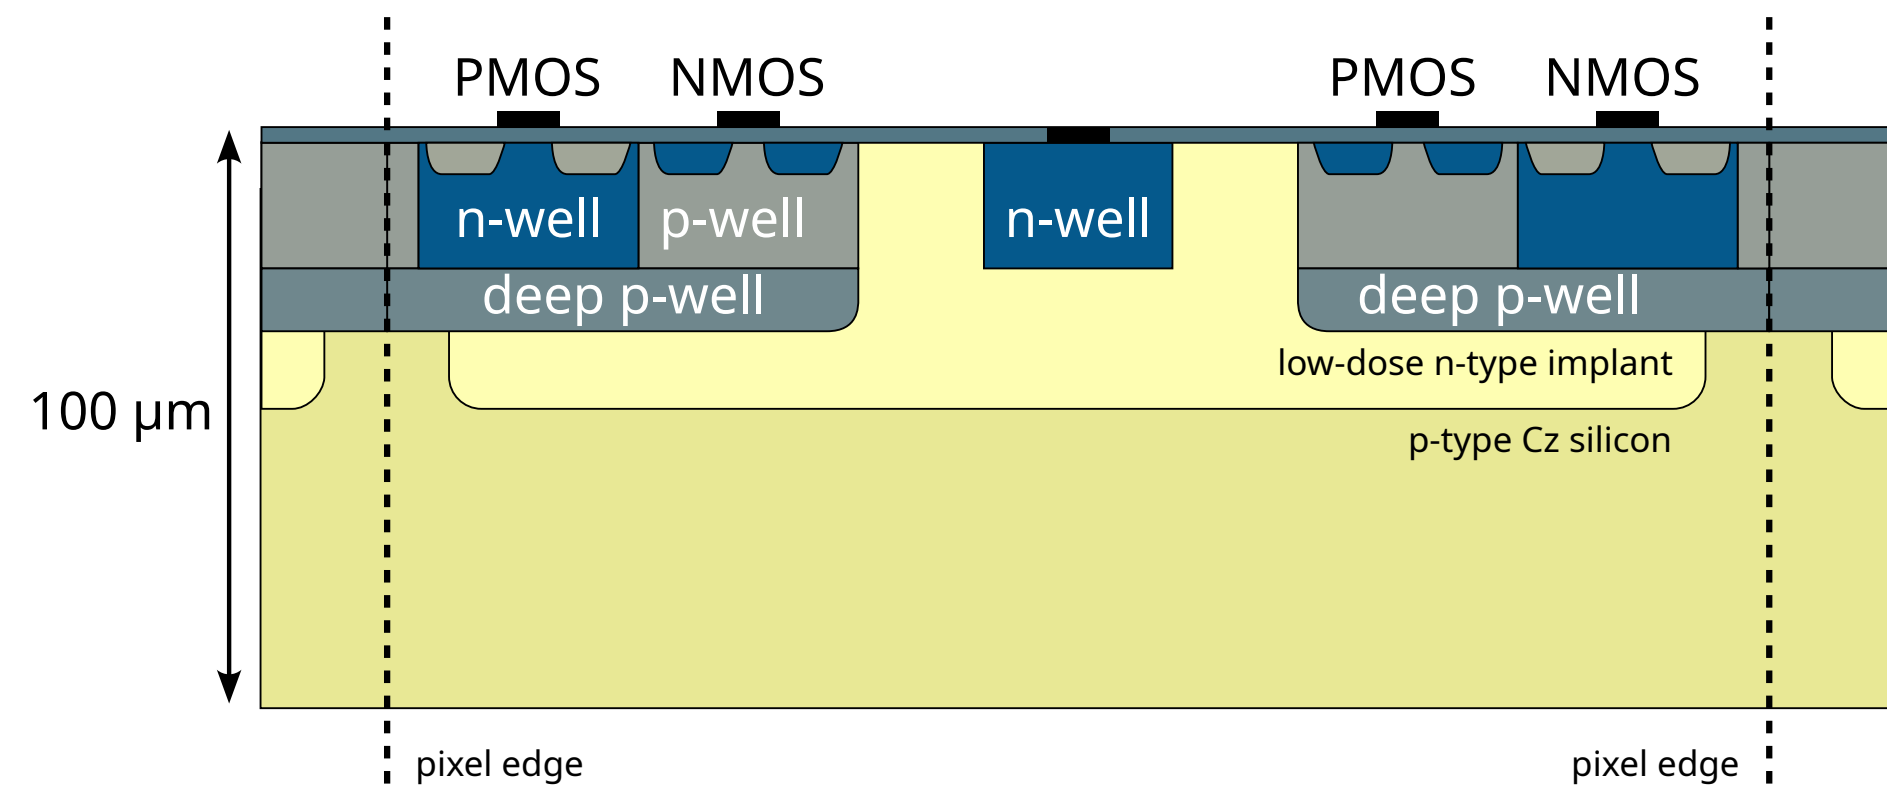 PMOS NMOS PMOS NMOS
n-well p-well n-well
deep p-well deep p-well
low-dose n-type implant
100 µm
p-type Cz silicon
pixel edge pixel edge